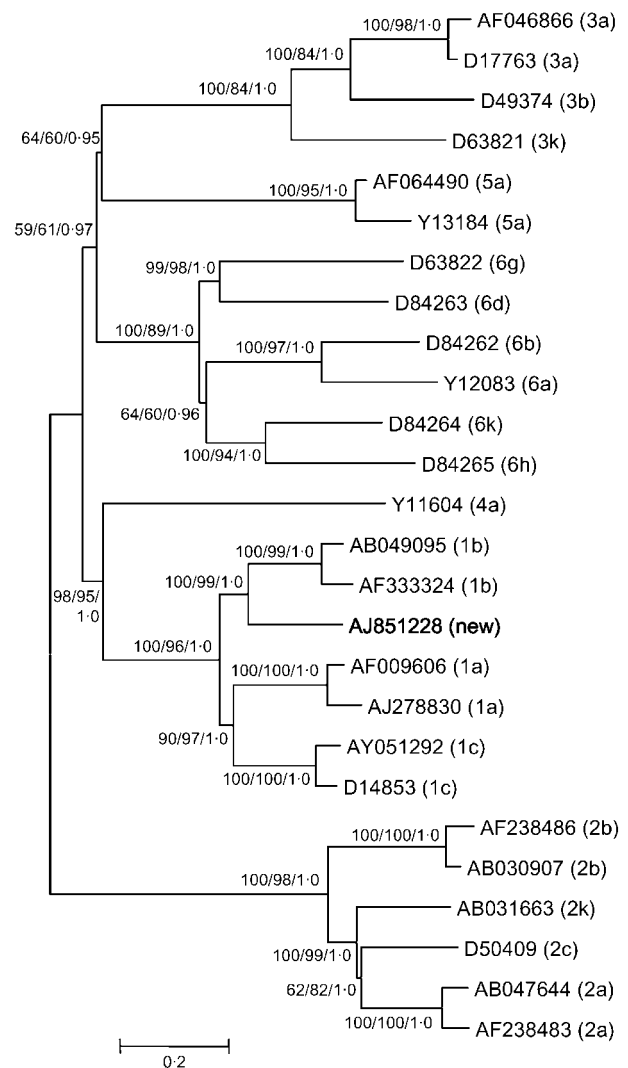 100/98/1·0
AF046866 (3a)
100/84/1·0
D17763 (3a)
100/84/1·0
D49374 (3b)
64/60/0·95
D63821 (3k)
100/95/1·0
AF064490 (5a)
59/61/0·97
Y13184 (5a)
99/98/1·0
D63822 (6g)
D84263 (6d)
100/89/1·0
100/97/1·0
D84262 (6b)
Y12083 (6a)
64/60/0·96
D84264 (6k)
100/94/1·0
D84265 (6h)
Y11604 (4a)
100/99/1·0
AB049095 (1b)
100/99/1·0
AF333324 (1b)
98/95/
1·0
AJ851228 (new)
100/96/1·0
100/100/1·0
AF009606 (1a)
AJ278830 (1a)
90/97/1·0
AY051292 (1c)
100/100/1·0
D14853 (1c)
100/100/1·0
AF238486 (2b)
AB030907 (2b)
100/98/1·0
AB031663 (2k)
100/99/1·0
D50409 (2c)
62/82/1·0
AB047644 (2a)
100/100/1·0
AF238483 (2a)
0·2